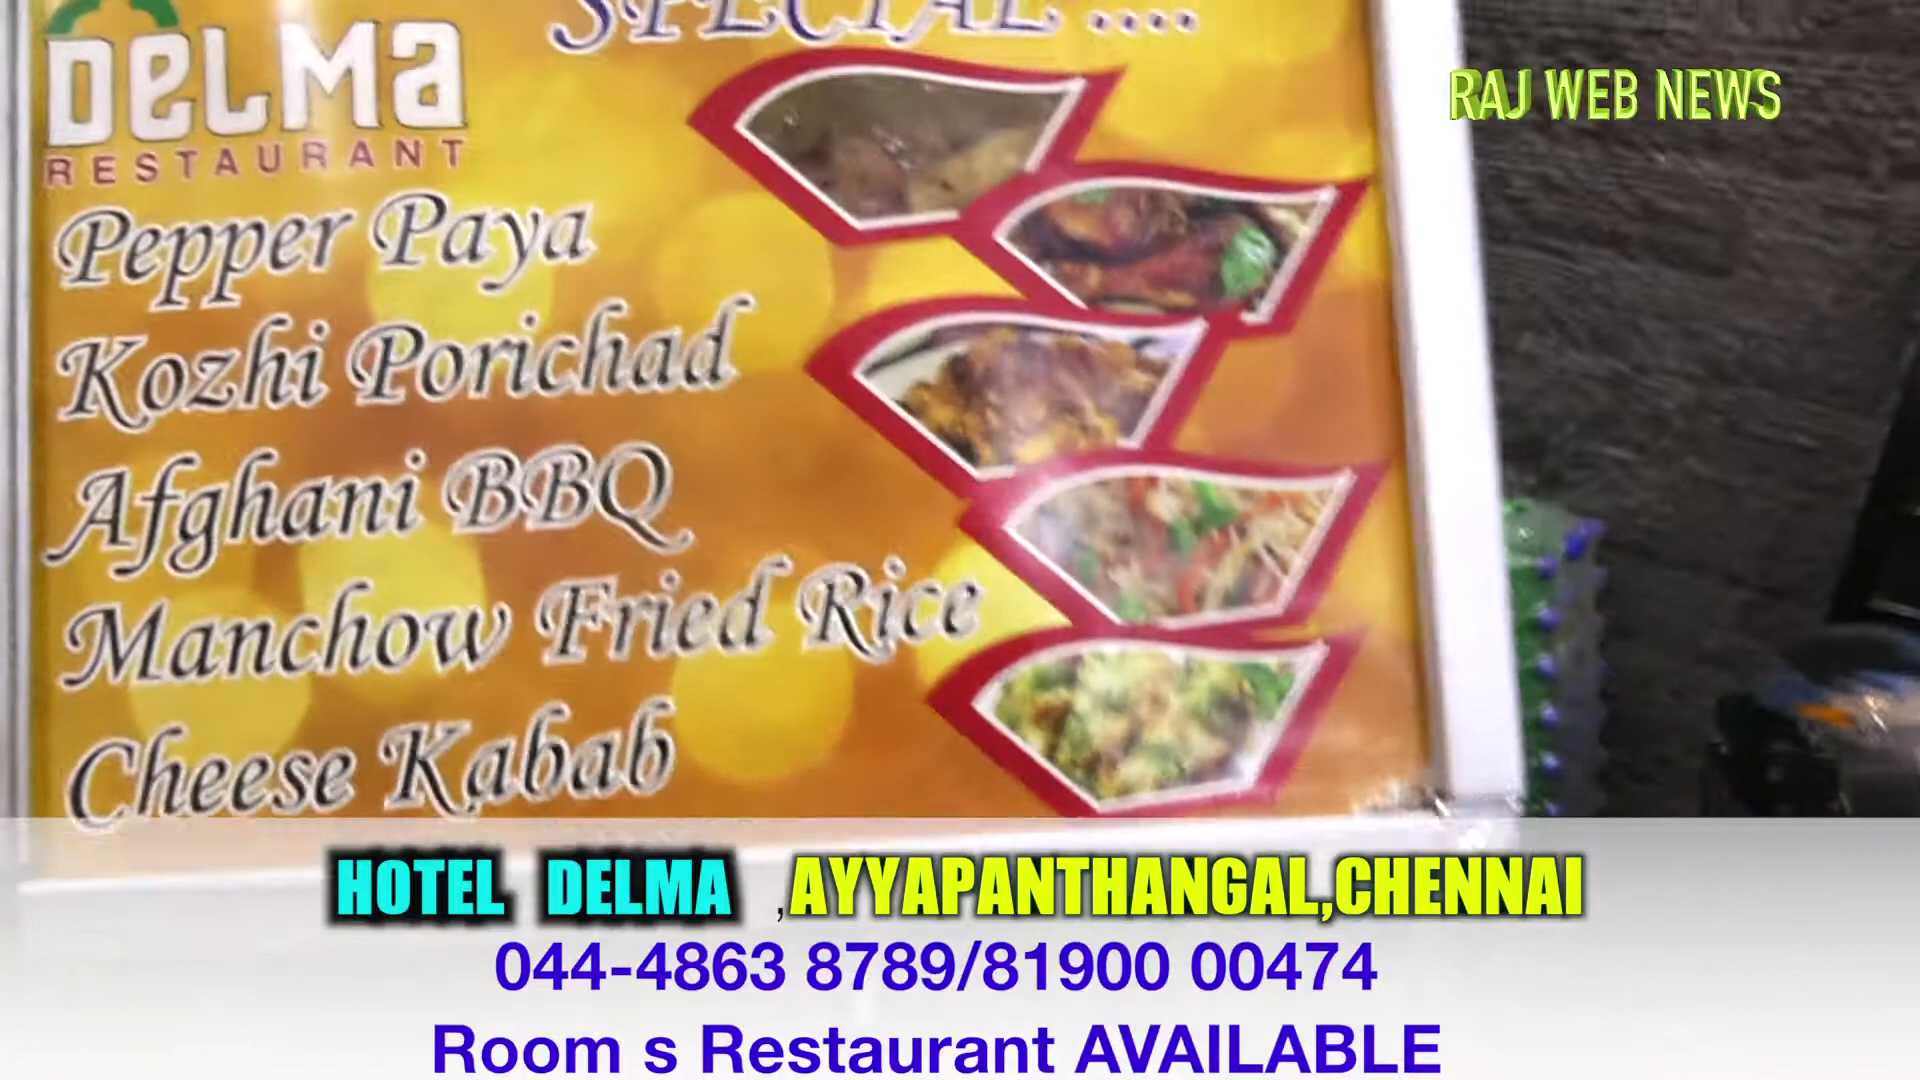 SPECIAL ....
DELMA
RESTAURANT
RAJ WEB NEWS
Pepper Paya
Kozhi Porichad
Afghani BBQ
Manchow Fried Rice
Cheese Kabab
HOTEL DELMA ,AYYAPANTHANGAL,CHENNAI
044-4863 8789/81900 00474
Room s Restaurant AVAILABLE